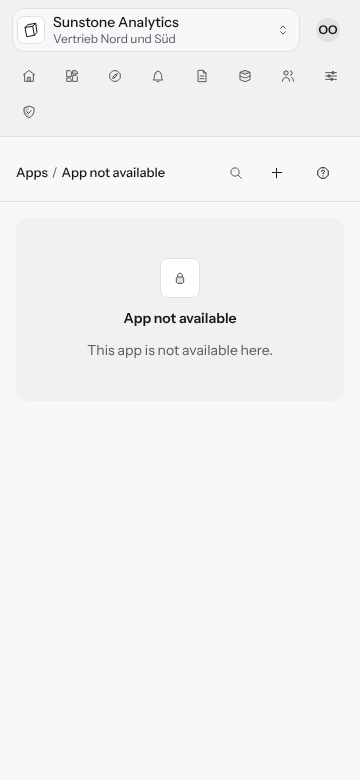 Sunstone Analytics
Vertrieb Nord und Süd
OO
Apps / App not available
App not available
This app is not available here.